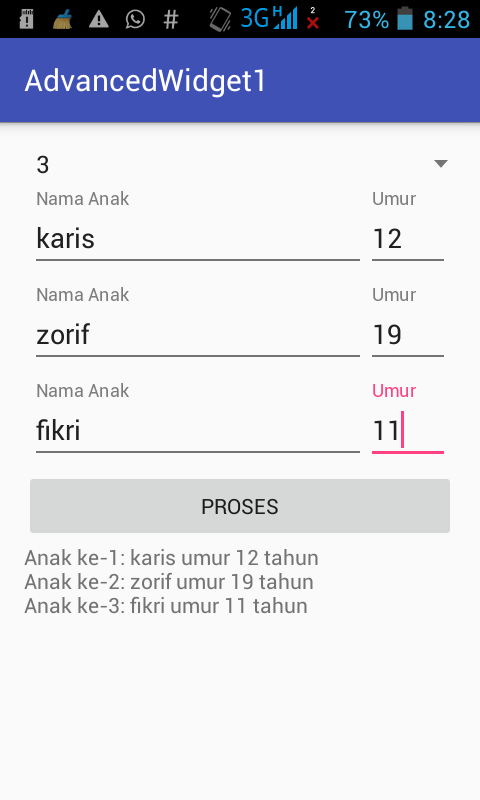 # 3G H 2 73% 8:28
AdvancedWidget1
3
Nama Anak Umur
karis 12
Nama Anak Umur
zorif 19
Nama Anak Umur
fikri 11
PROSES
Anak ke-1: karis umur 12 tahun
Anak ke-2: zorif umur 19 tahun
Anak ke-3: fikri umur 11 tahun